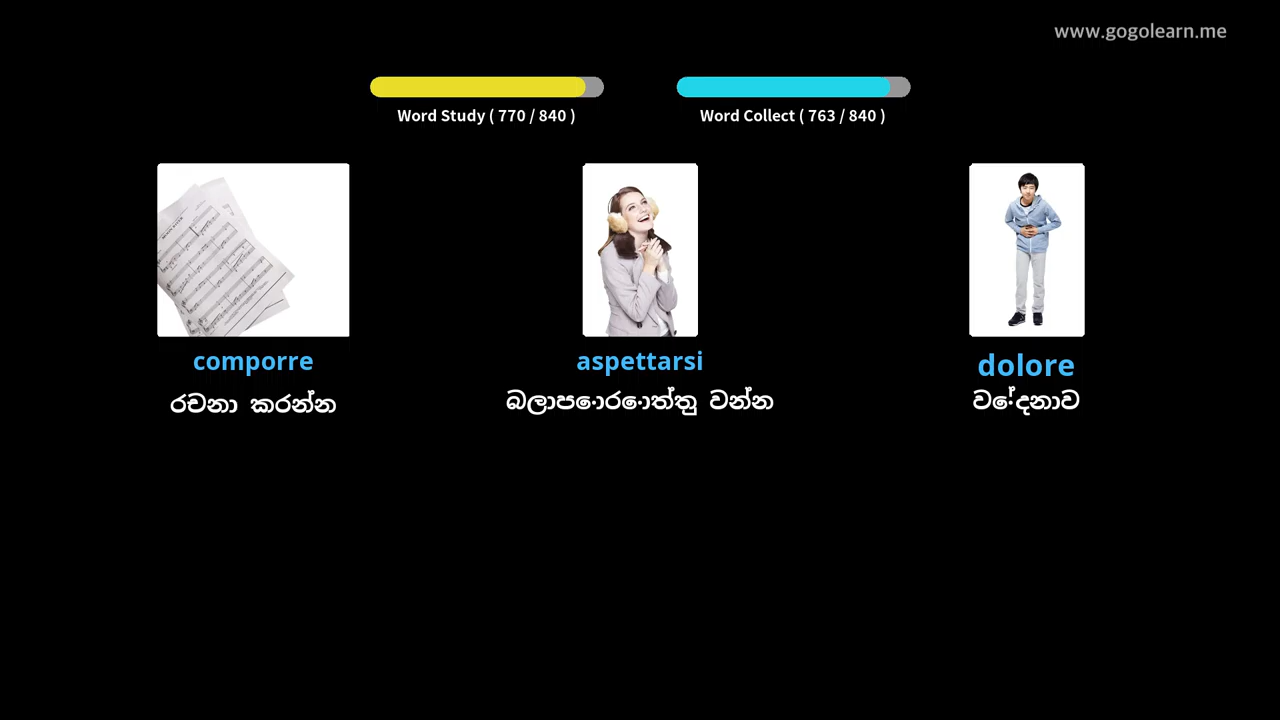 www.gogolearn.me
Word Study ( 770 / 840 )
Word Collect ( 763 / 840 )
comporre
රචනා කරන්න
aspettarsi
බලාපොරොත්තු වන්න
dolore
වේදනාව